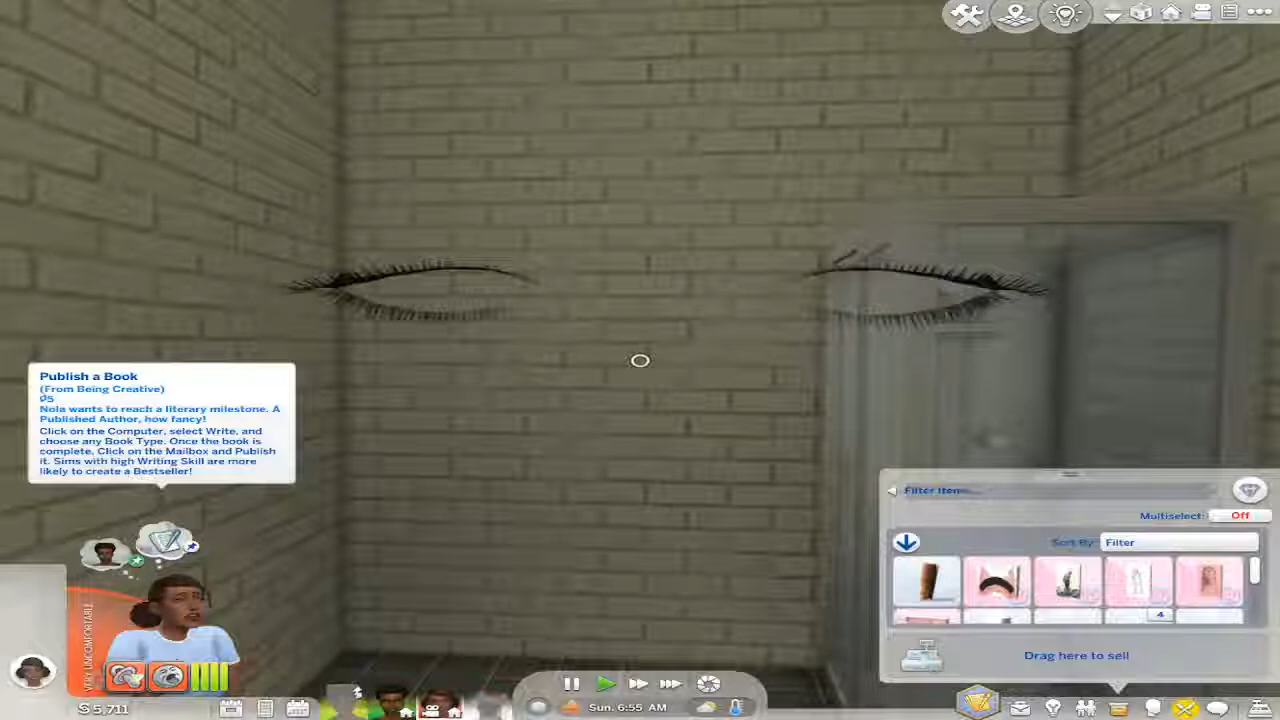 Publish a Book
(From Being Creative)
5
Nola wants to reach a literary milestone. A
Published Author, how fancy!
Click on the Computer, select Write, and
choose any Book Type. Once the book is
complete, Click on the Mailbox and Publish
it. Sims with high Writing Skill are more
likely to create a Bestseller!
Filter Item...
Multiselect: Off
Sort By: Filter
4
Drag here to sell
VERY UNCOMFORTABLE
§ 5,711
Sun. 6:55 AM